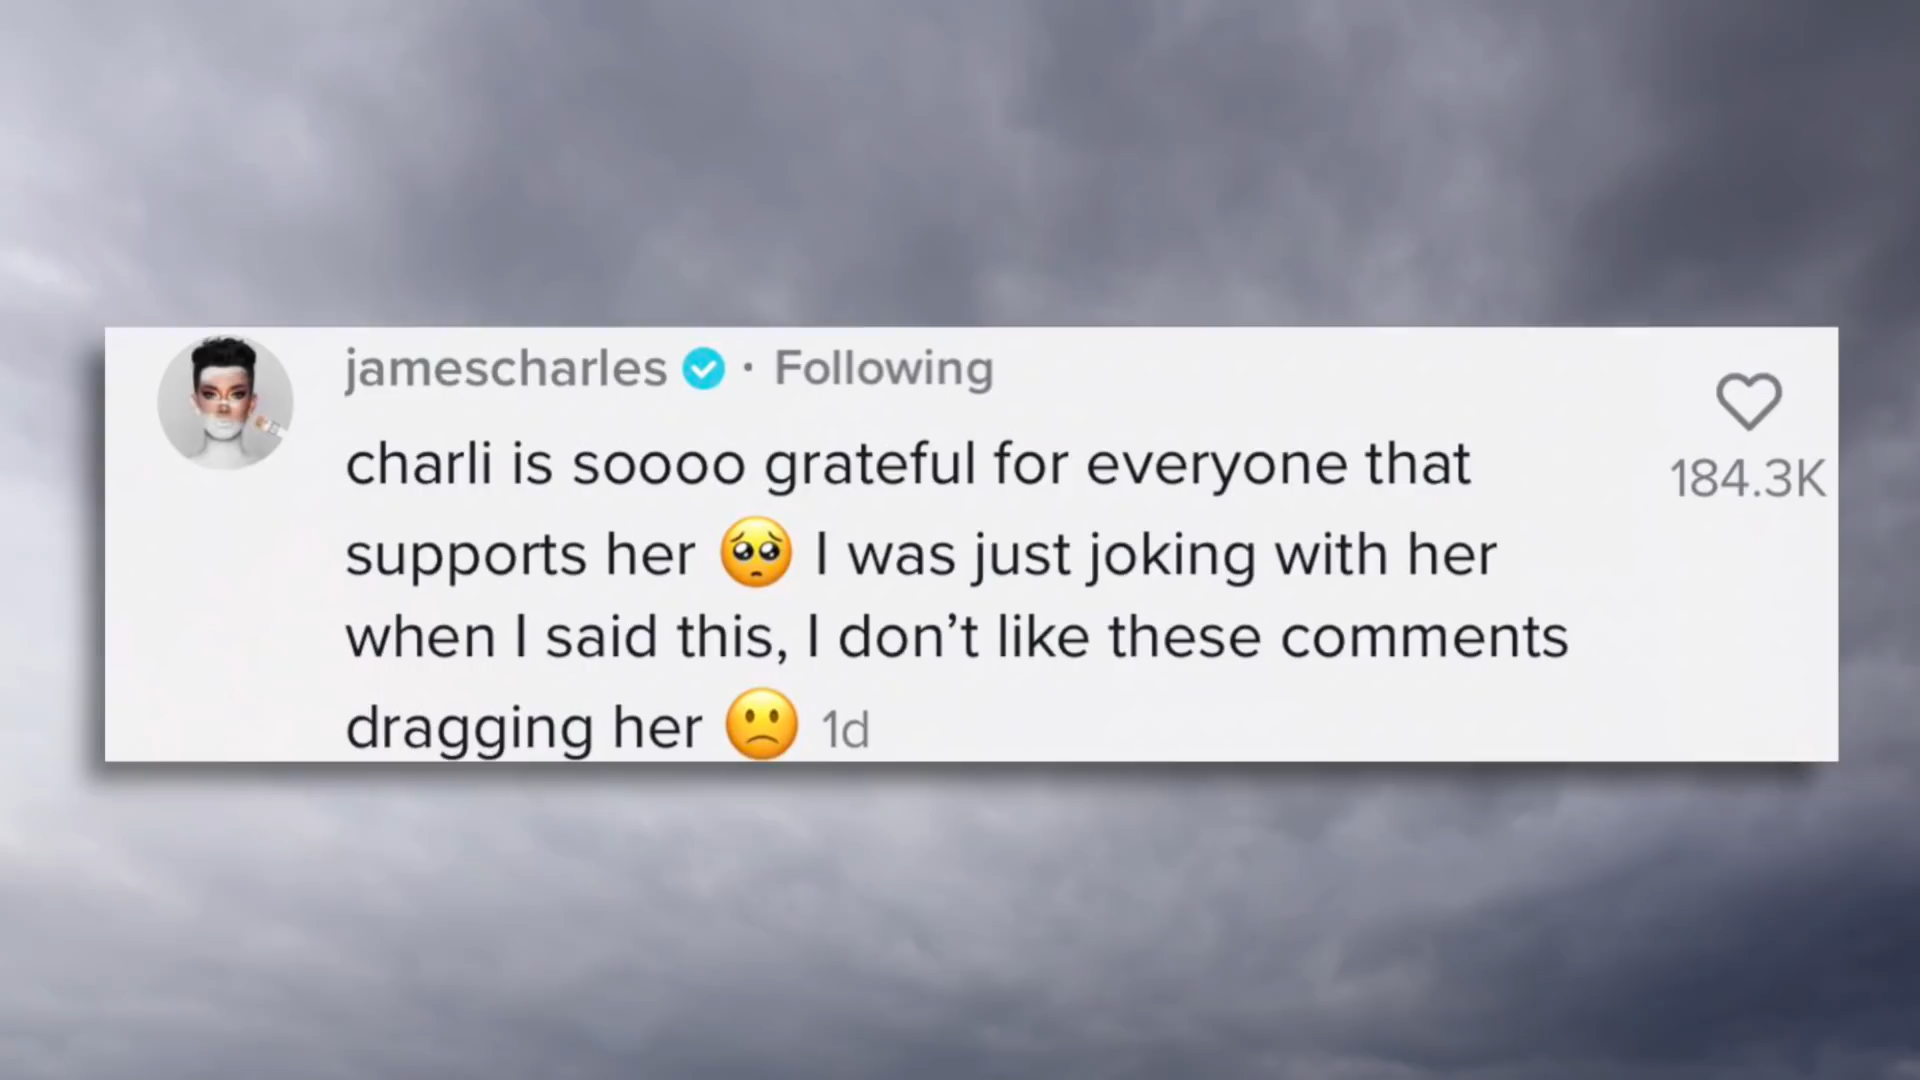 jamescharles · Following
charli is soooo grateful for everyone that
supports her 🥺 I was just joking with her
when I said this, I don’t like these comments
dragging her 🙁 1d
184.3K